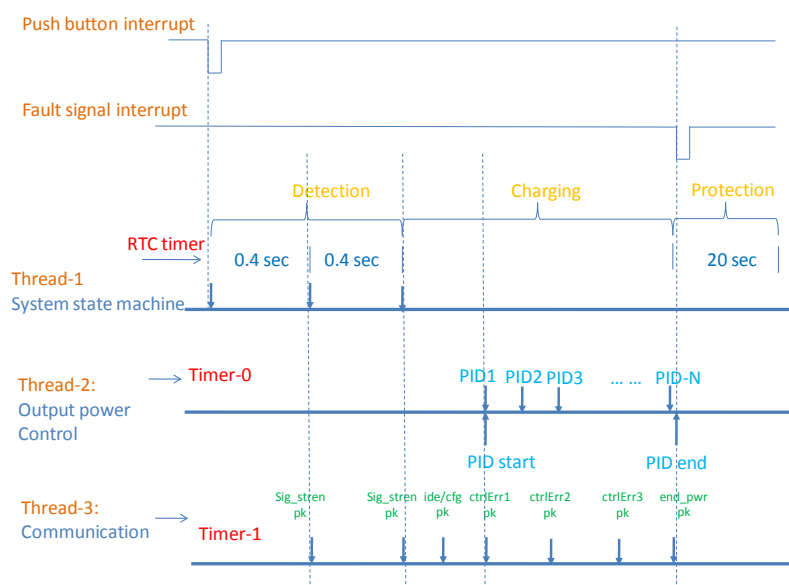 Push button interrupt
Fault signal interrupt
Detection
Charging
Protection
RTC timer
0.4 sec
0.4 sec
20 sec
Thread-1
System state machine
Timer-0
Thread-2:
Output power
Control
PID1
PID2
PID3
... ...
PID-N
PID start
PID end
Thread-3:
Communication
Timer-1
Sig_stren
pk
Sig_stren
pk
ide/cfg
pk
ctrlErr1
pk
ctrlErr2
pk
ctrlErr3
pk
end_pwr
pk